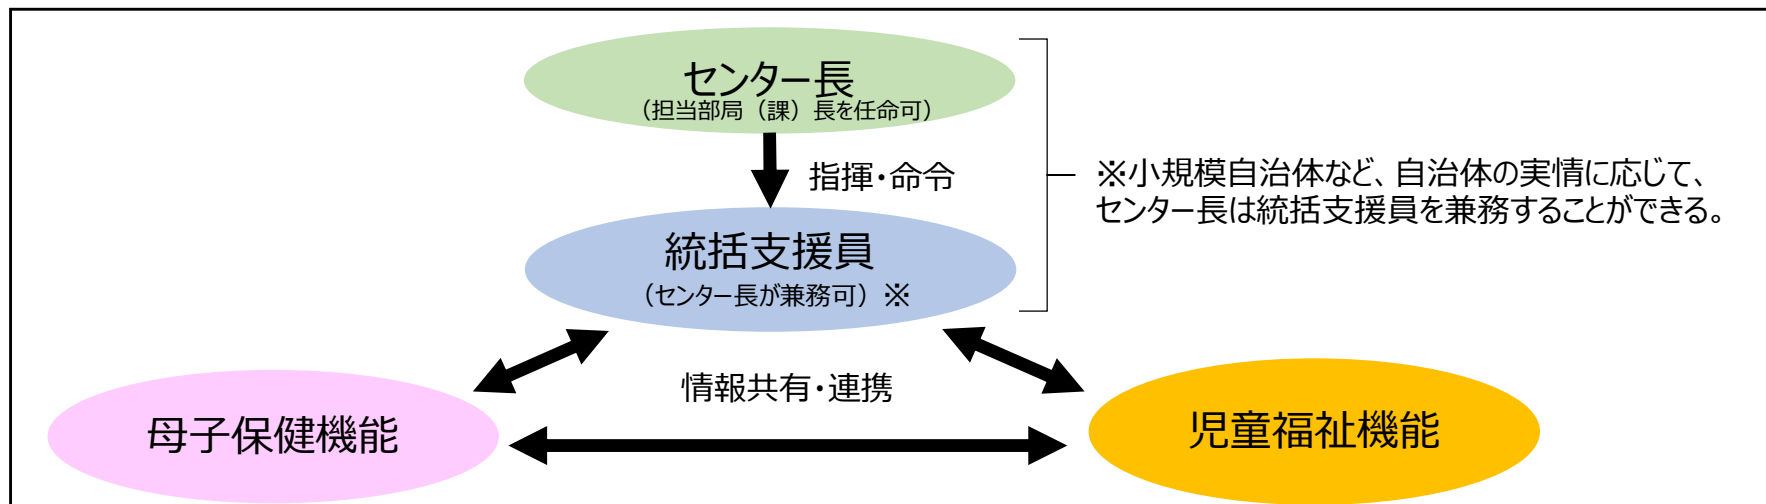 センター長
（担当部局（課）長を任命可）
指揮・命令
※小規模自治体など、自治体の実情に応じて、
センター長は統括支援員を兼務することができる。
統括支援員
（センター長が兼務可）※
情報共有・連携
母子保健機能
児童福祉機能